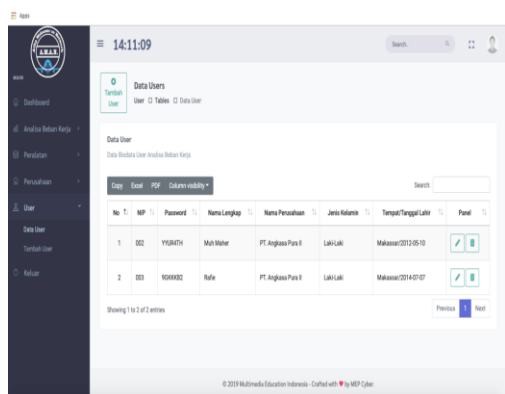 Apps
A.W.A.N.
14:11:09
Search..
MAIN
Dashboard
Analisa Beban Kerja
Peralatan
Perusahaan
User
Data User
Tambah User
Keluar
Tambah
User
Data Users
User Tables Data User
Data User
Data Biodata User Analisa Beban Kerja
Copy Excel PDF Column visibility
Search:
No NIP Password Nama Lengkap Nama Perusahaan Jenis Kelamin Tempat/Tanggal Lahir Panel
1 002 YYUR4TH Muh Maher PT. Angkasa Pura II Laki-Laki Makassar/2012-05-10
2 003 Rafie PT. Angkasa Pura II Laki-Laki Makassar/2014-07-07
Showing 1 to 2 of 2 entries
Previous 1 Next
© 2019 Multimedia Education Indonesia - Crafted with ♥ by MEP Cyber.